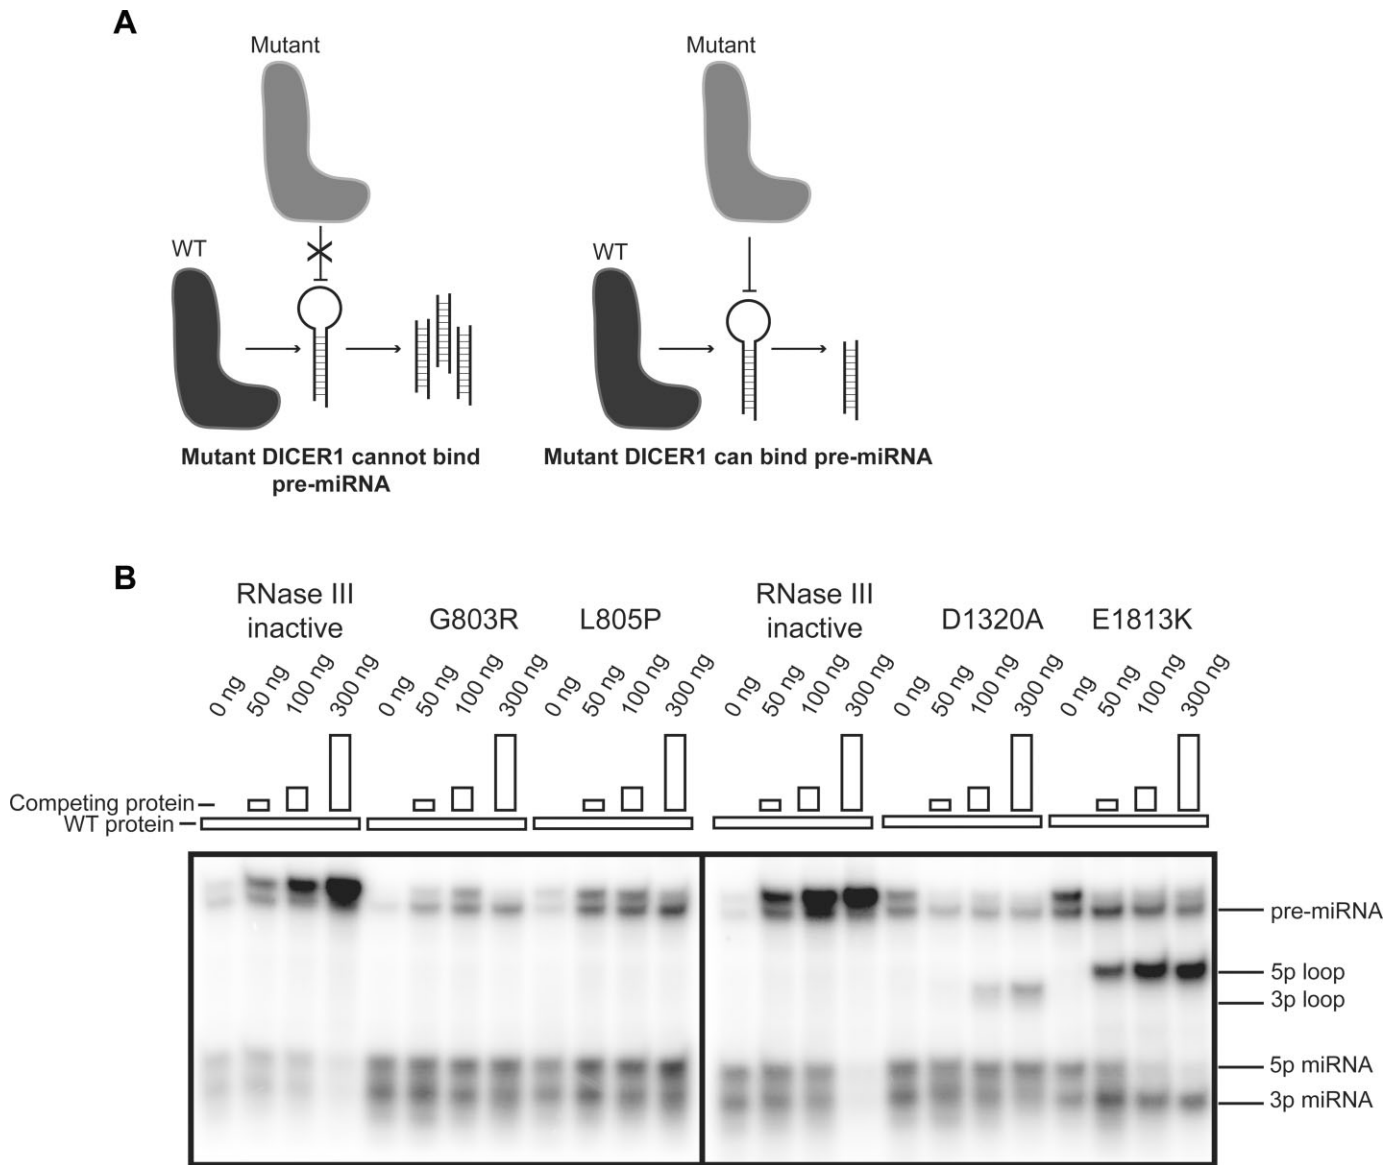 A
Mutant
Mutant
WT
WT
Mutant DICER1 cannot bind
pre-miRNA
Mutant DICER1 can bind pre-miRNA
B
RNase III
inactive
G803R
L805P
RNase III
inactive
D1320A
E1813K
0 ng
50 ng
100 ng
300 ng
0 ng
50 ng
100 ng
300 ng
0 ng
50 ng
100 ng
300 ng
0 ng
50 ng
100 ng
300 ng
0 ng
50 ng
100 ng
300 ng
0 ng
50 ng
100 ng
300 ng
Competing protein
WT protein
pre-miRNA
5p loop
3p loop
5p miRNA
3p miRNA